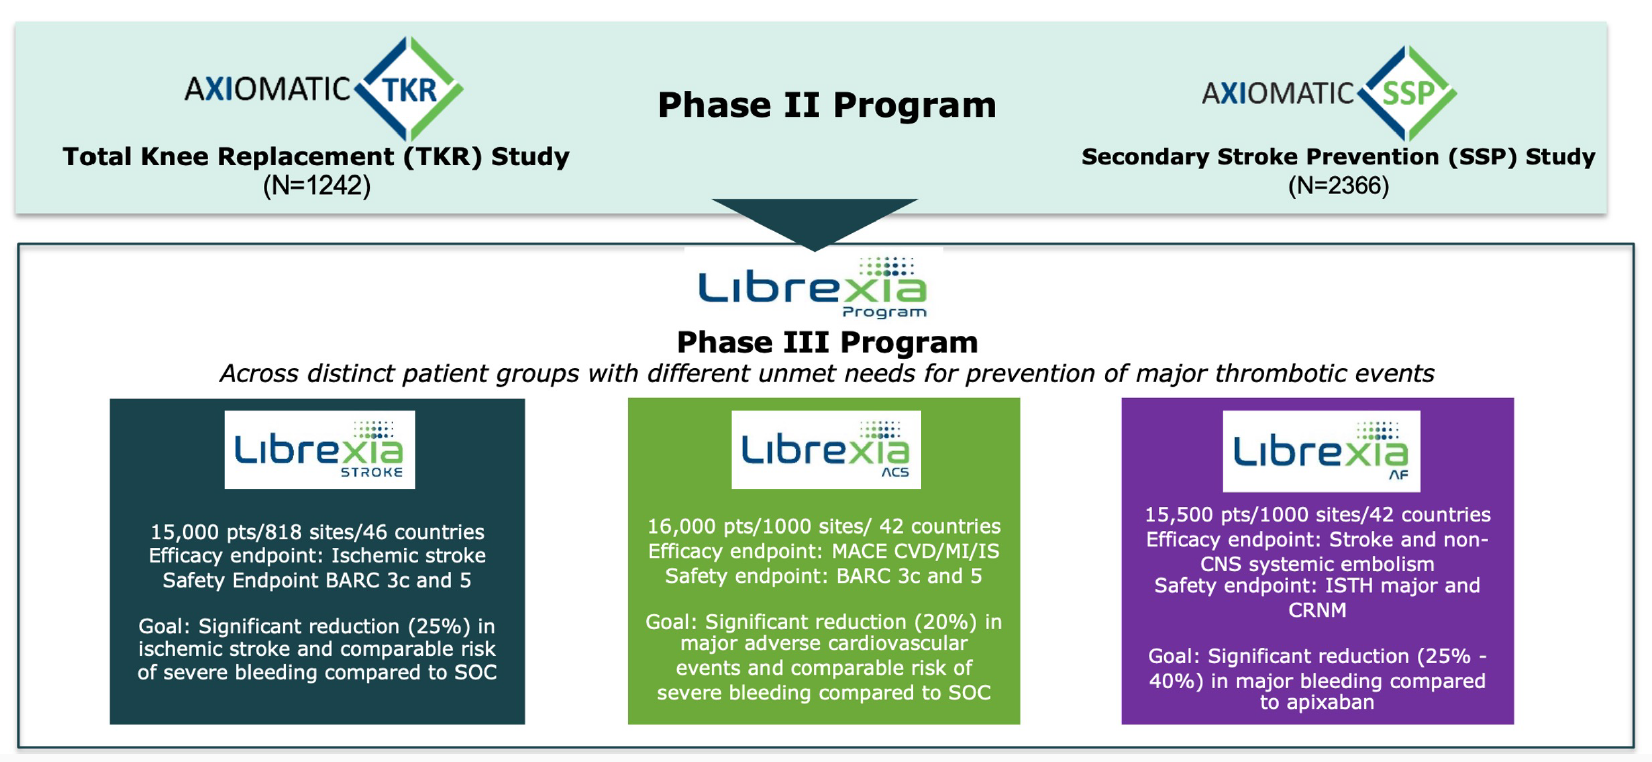 AXIOMATIC TKR
Total Knee Replacement (TKR) Study
(N=1242)
Phase II Program
AXIOMATIC SSP
Secondary Stroke Prevention (SSP) Study
(N=2366)
Librexia
Program
Phase III Program
Across distinct patient groups with different unmet needs for prevention of major thrombotic events
Librexia
STROKE
15,000 pts/818 sites/46 countries
Efficacy endpoint: Ischemic stroke
Safety Endpoint BARC 3c and 5
Goal: Significant reduction (25%) in
ischemic stroke and comparable risk
of severe bleeding compared to SOC
Librexia
ACS
16,000 pts/1000 sites/ 42 countries
Efficacy endpoint: MACE CVD/MI/IS
Safety endpoint: BARC 3c and 5
Goal: Significant reduction (20%) in
major adverse cardiovascular
events and comparable risk of
severe bleeding compared to SOC
Librexia
AF
15,500 pts/1000 sites/42 countries
Efficacy endpoint: Stroke and non-
CNS systemic embolism
Safety endpoint: ISTH major and
CRNM
Goal: Significant reduction (25% -
40%) in major bleeding compared
to apixaban